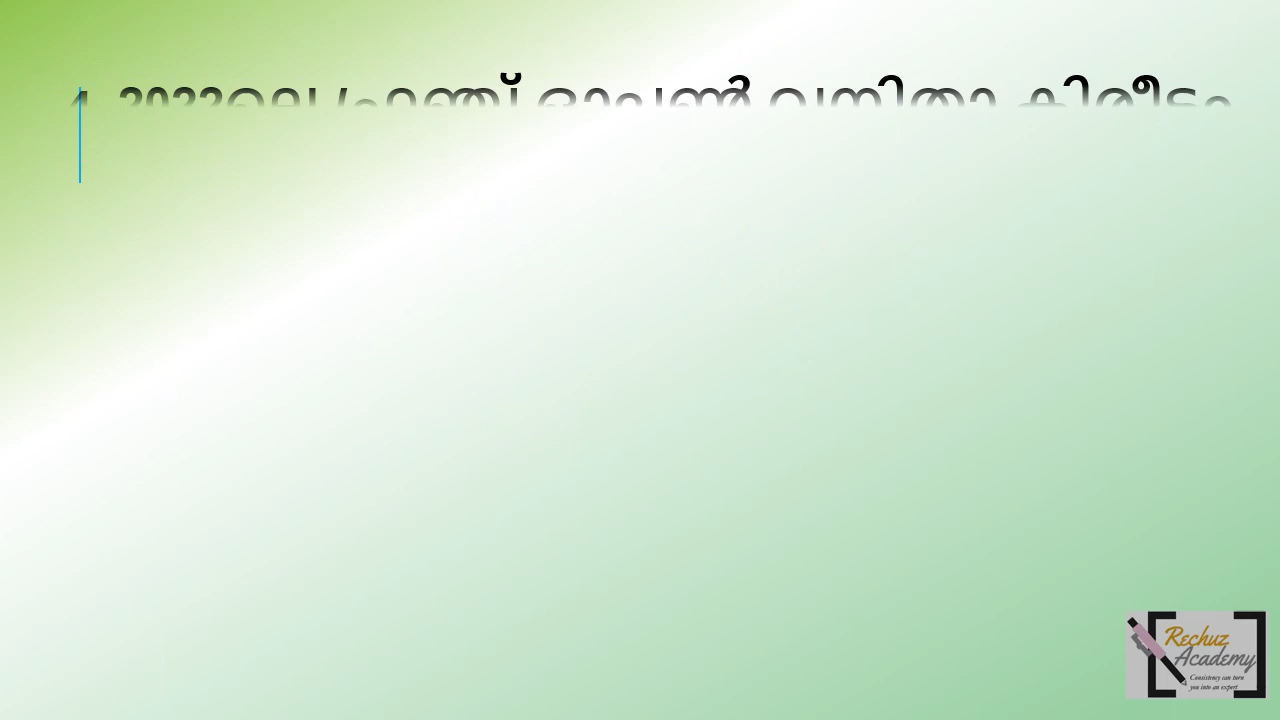 1. 2022ലെ ഫ്രഞ്ച് ഓപ്പൺ വനിതാ കിരീടം
Rechuz
Academy
Consistency can turn
you into an expert